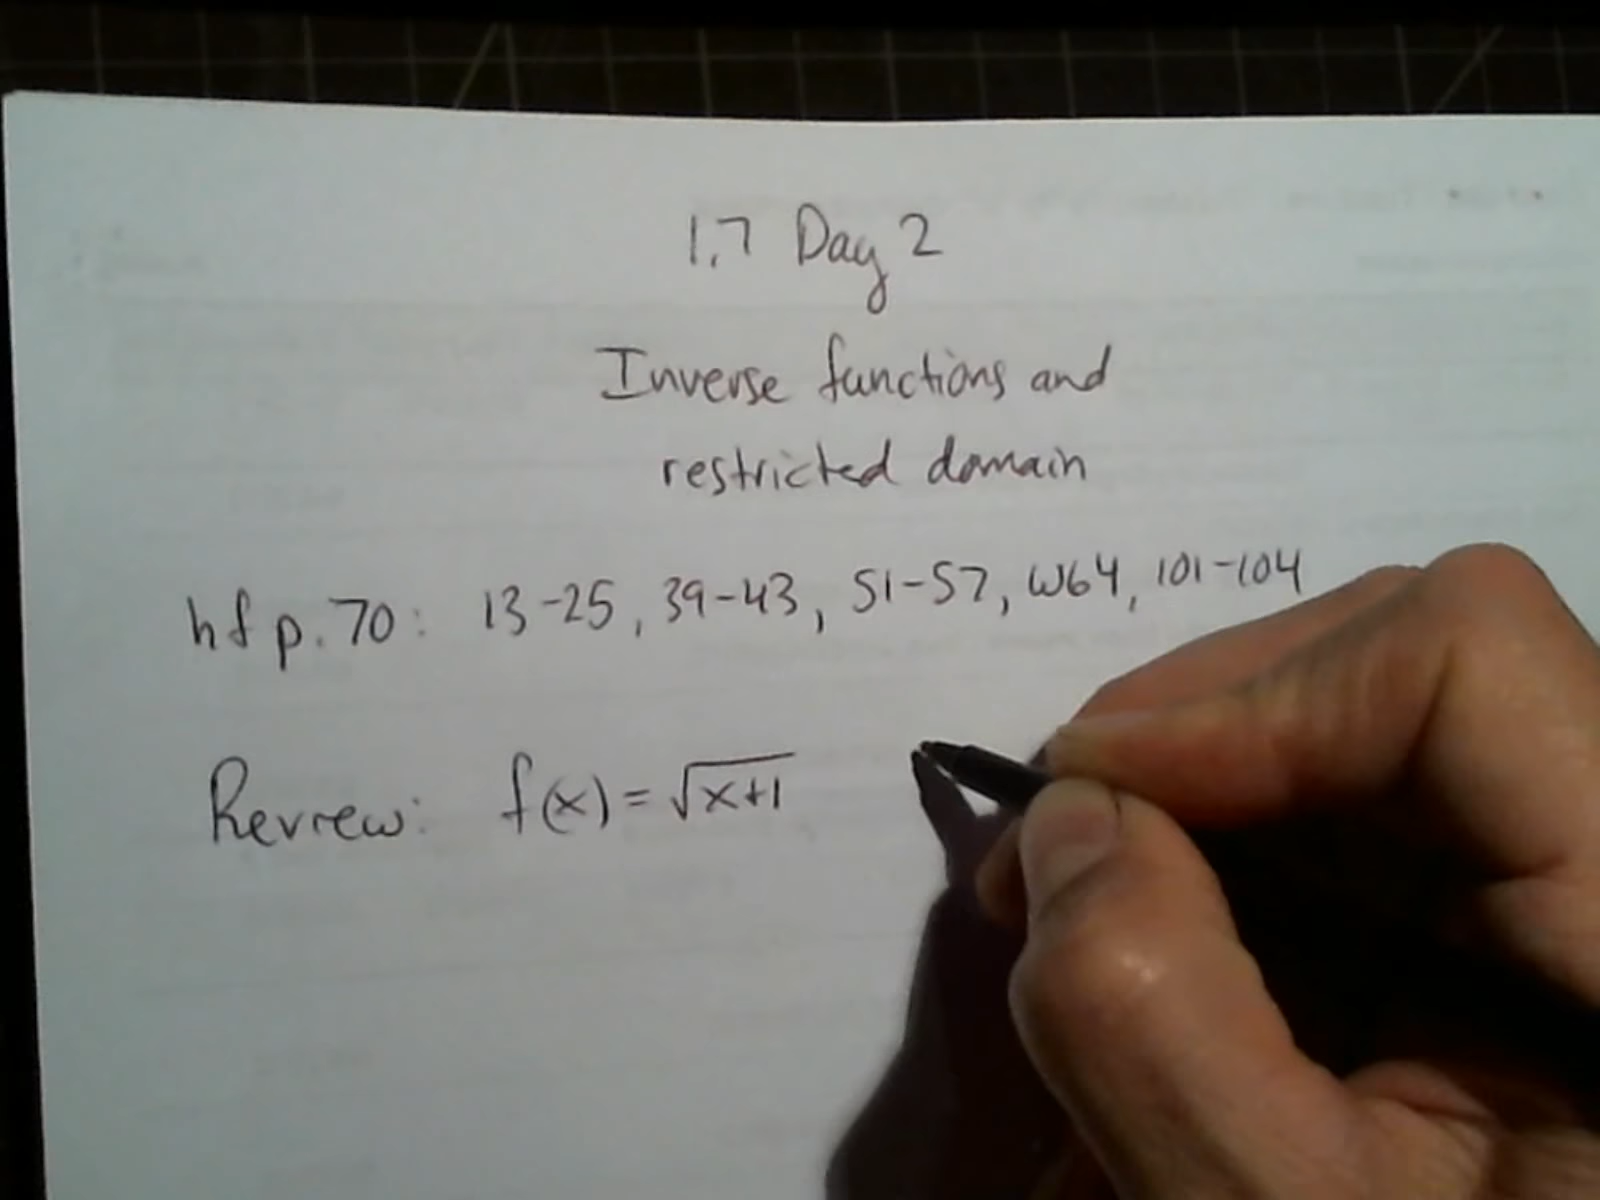 1.7 Day 2
Inverse functions and
restricted domain
hf p. 70: 13-25, 39-43, 51-57, W64, 101-104
Review: f(x) = √x+1